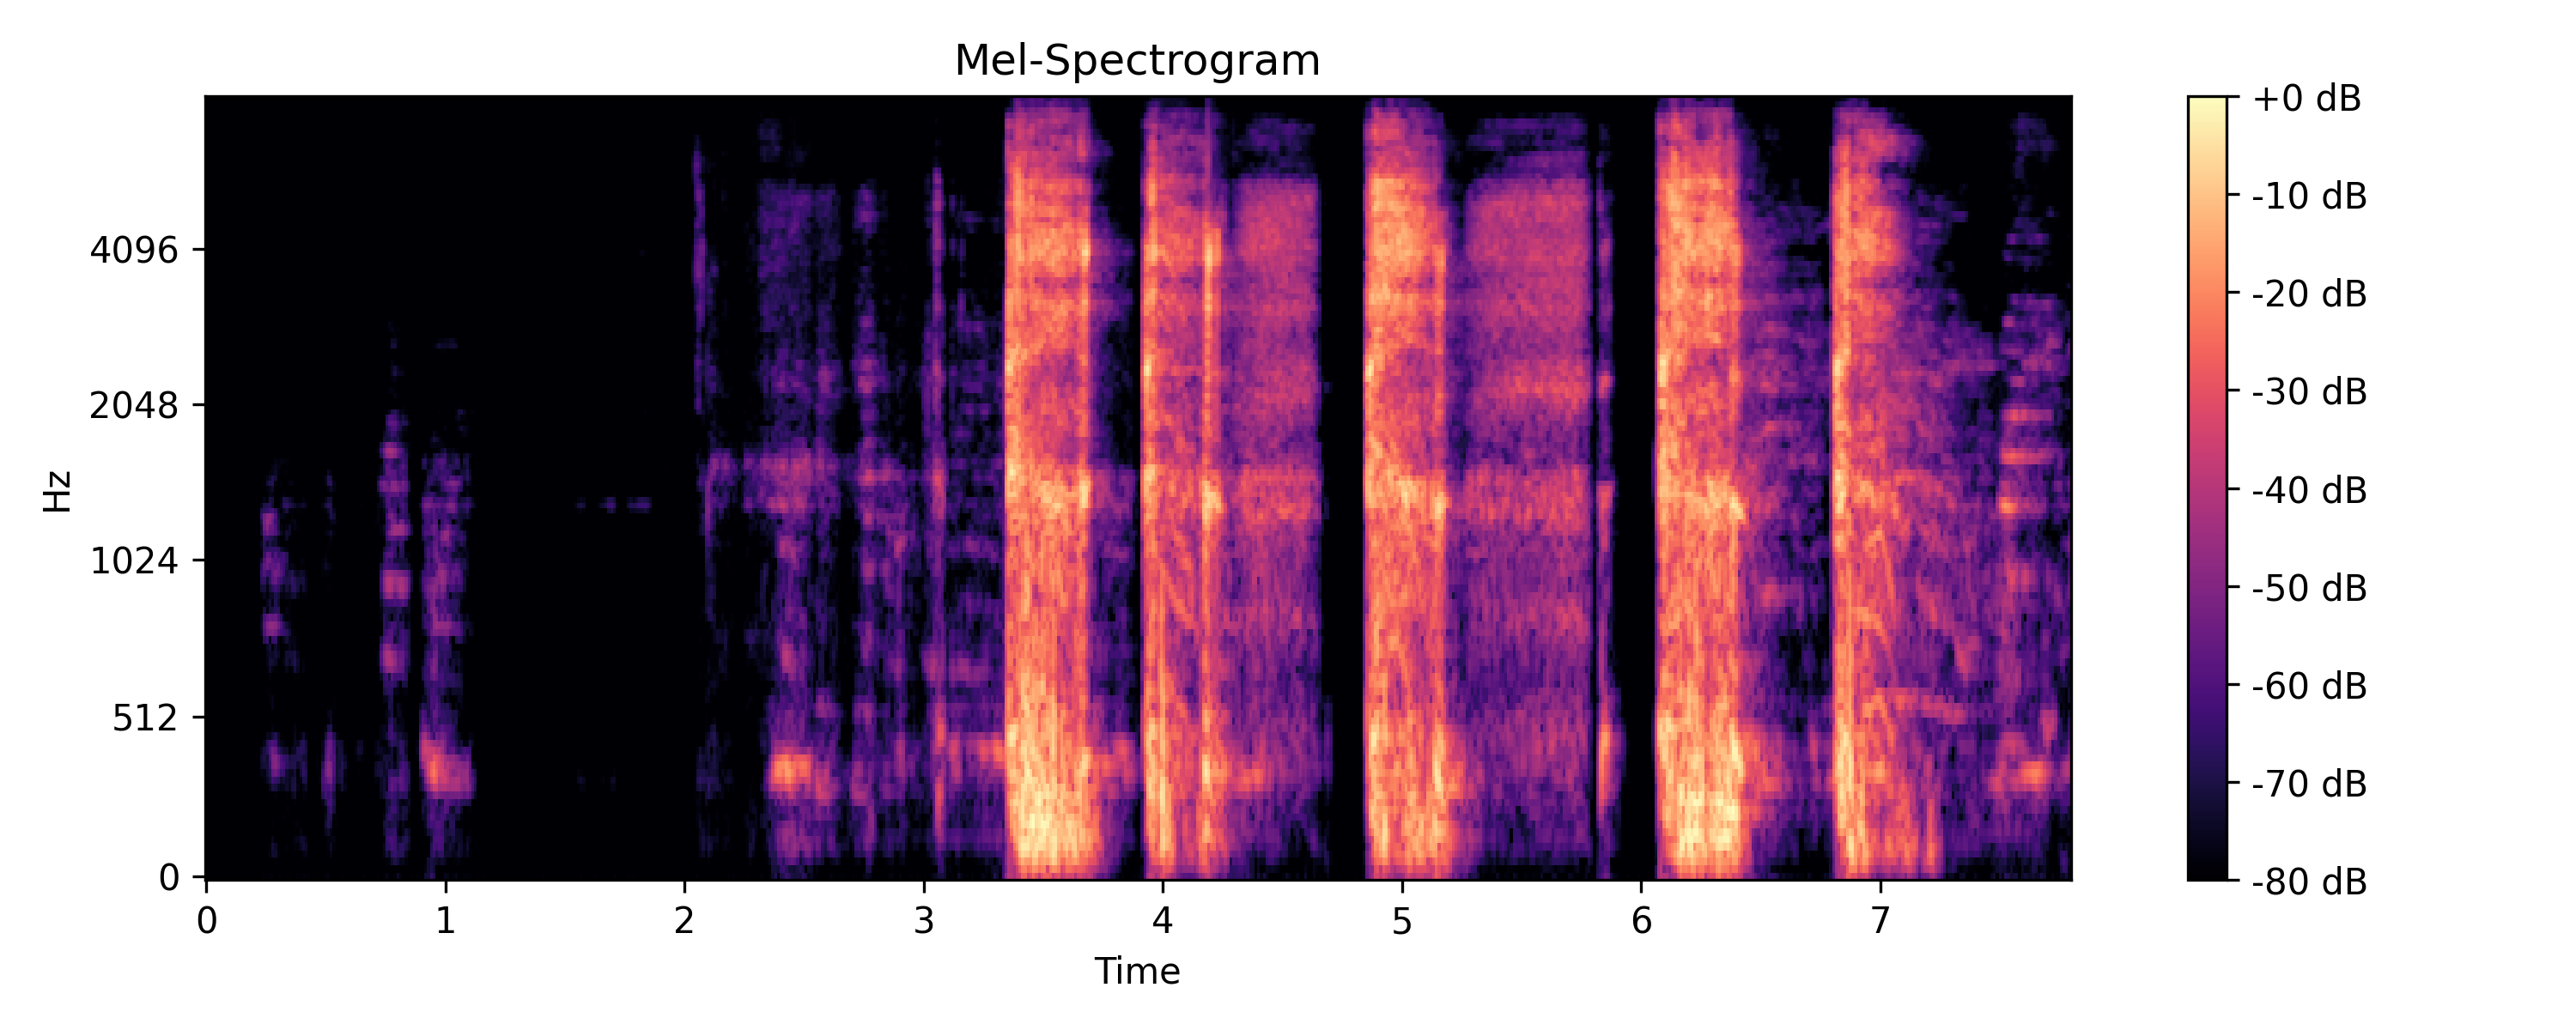 Mel-Spectrogram
Hz
4096
2048
1024
512
0
0 1 2 3 4 5 6 7
Time
+0 dB
-10 dB
-20 dB
-30 dB
-40 dB
-50 dB
-60 dB
-70 dB
-80 dB